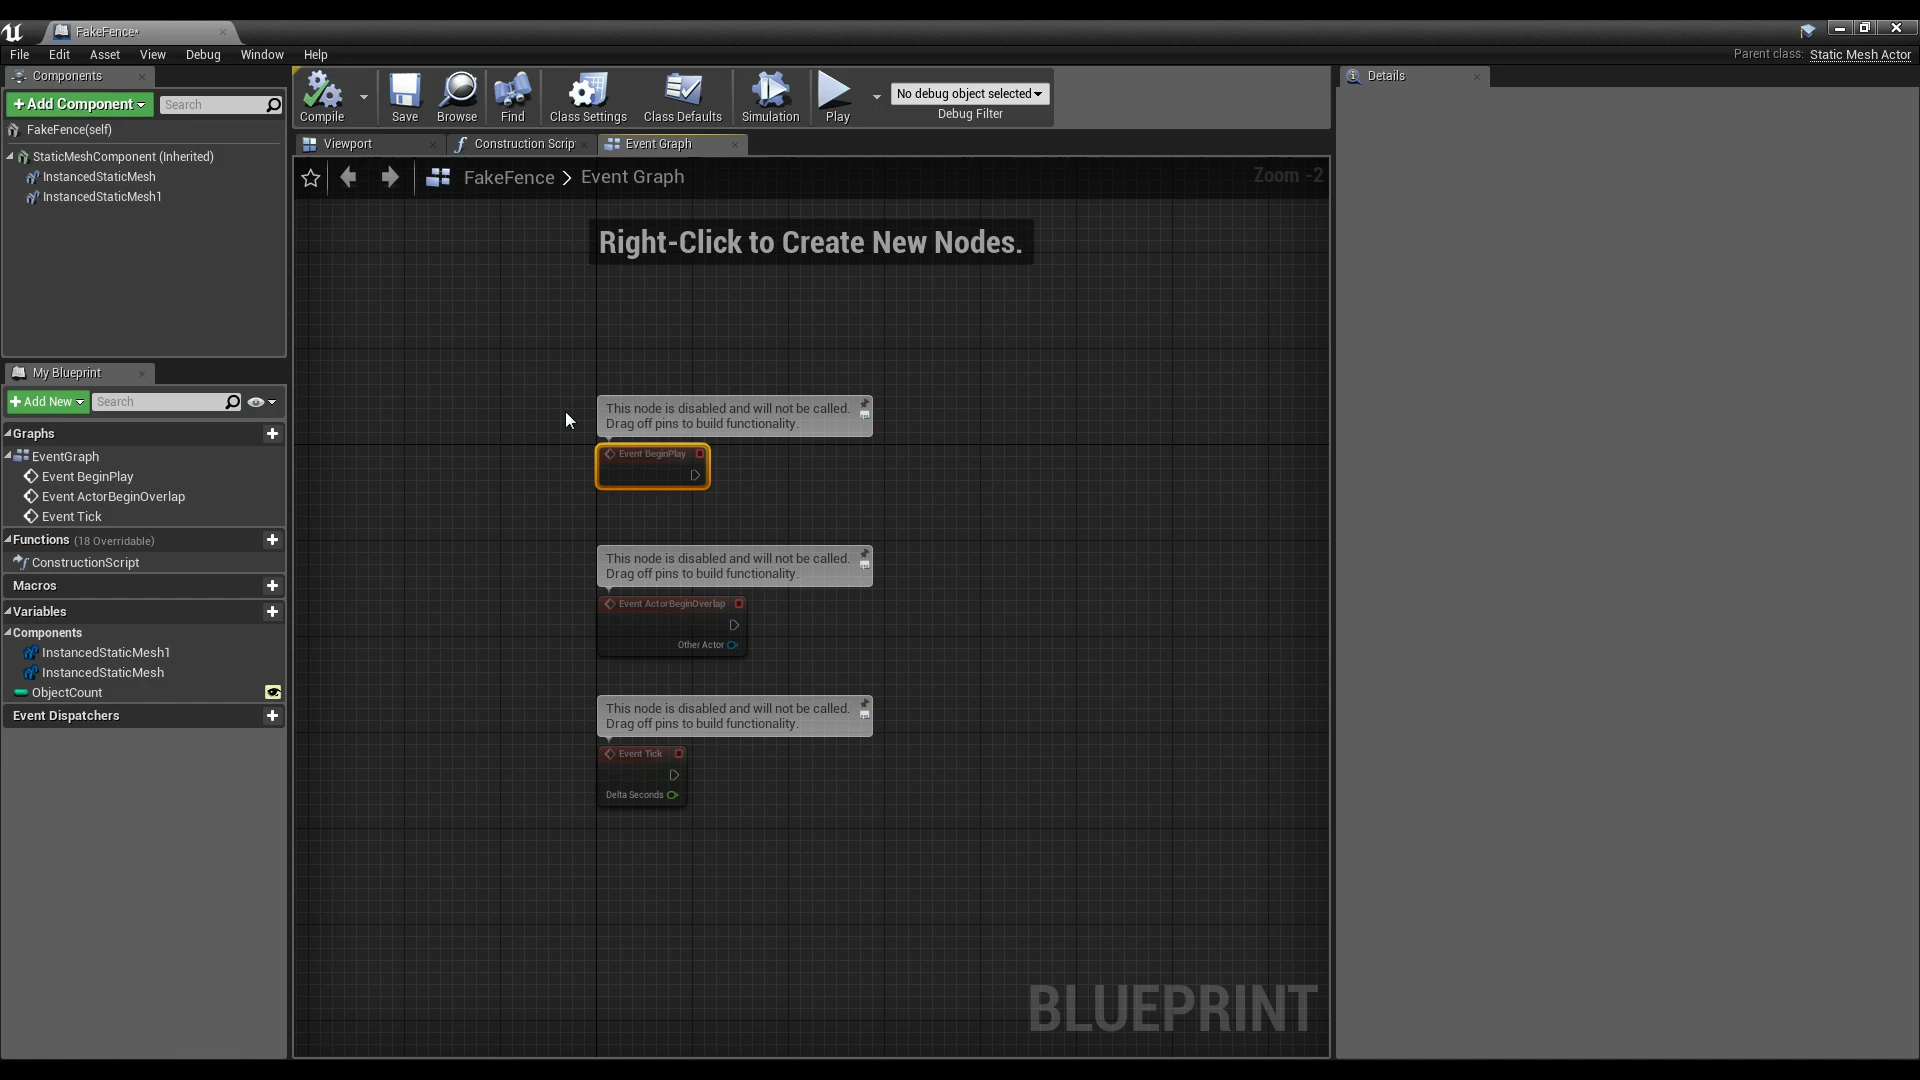 FakeFence*
File Edit Asset View Debug Window Help
Parent class: Static Mesh Actor
Components
+ Add Component
Search
FakeFence(self)
StaticMeshComponent (Inherited)
InstancedStaticMesh
InstancedStaticMesh1
Compile
Save
Browse
Find
Class Settings
Class Defaults
Simulation
Play
No debug object selected
Debug Filter
Details
Viewport
Construction Scrip
Event Graph
FakeFence > Event Graph
Zoom -2
Right-Click to Create New Nodes.
My Blueprint
+ Add New
Search
Graphs
EventGraph
Event BeginPlay
Event ActorBeginOverlap
Event Tick
Functions (18 Overridable)
ConstructionScript
Macros
Variables
Components
InstancedStaticMesh1
InstancedStaticMesh
ObjectCount
Event Dispatchers
This node is disabled and will not be called.
Drag off pins to build functionality.
Event BeginPlay
This node is disabled and will not be called.
Drag off pins to build functionality.
Event ActorBeginOverlap
Other Actor
This node is disabled and will not be called.
Drag off pins to build functionality.
Event Tick
Delta Seconds
BLUEPRINT